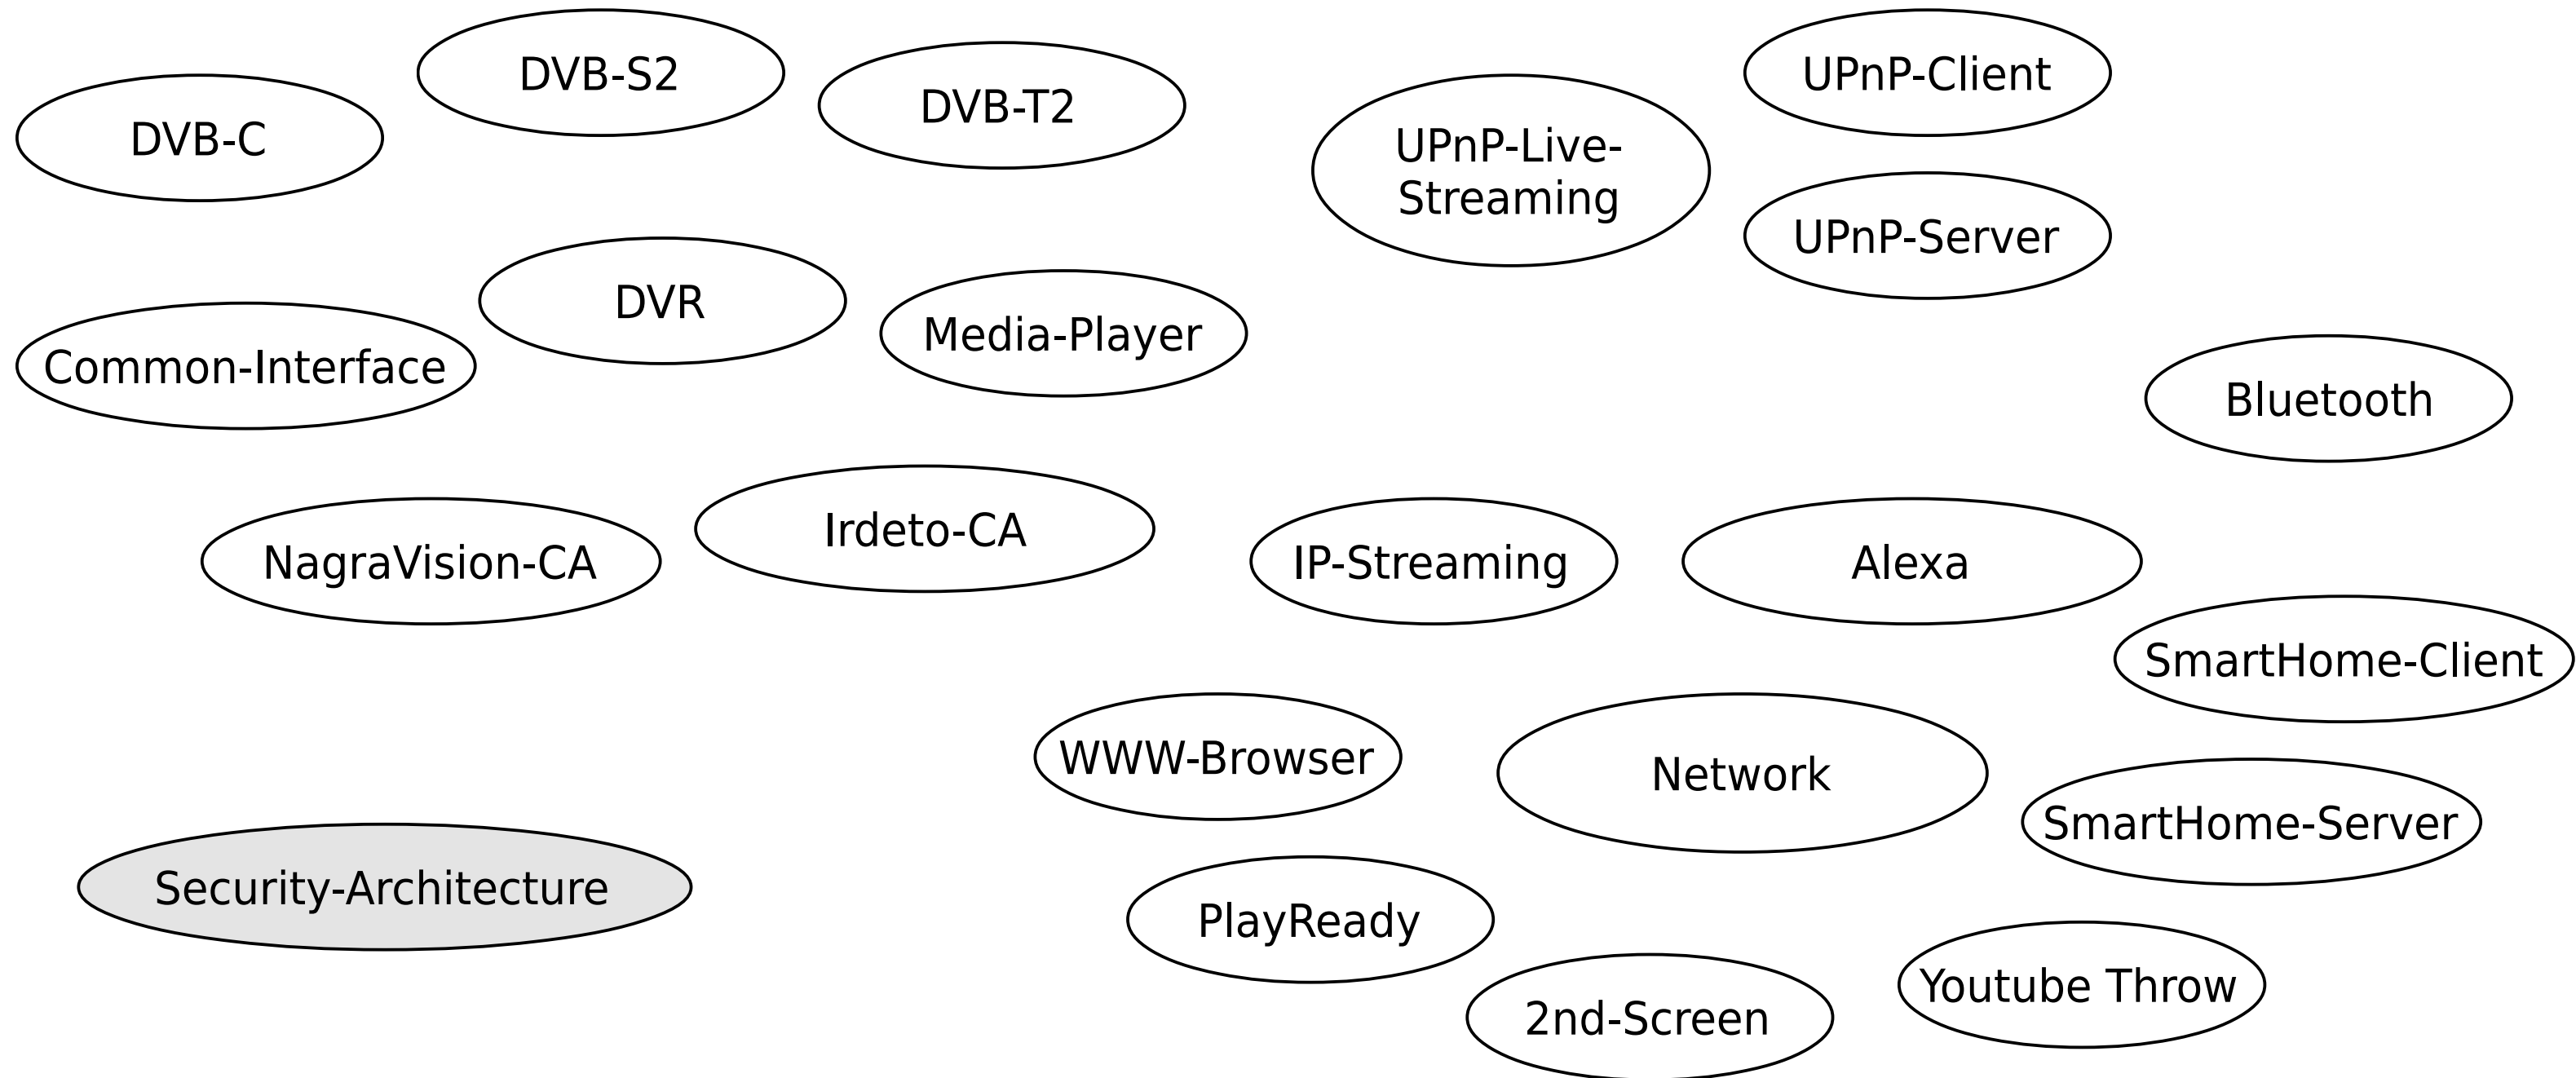 DVB-S2
UPnP-Client
DVB-T2
DVB-C
UPnP-Live-
Streaming
UPnP-Server
DVR
Media-Player
Common-Interface
Bluetooth
Irdeto-CA
NagraVision-CA
IP-Streaming
Alexa
SmartHome-Client
WWW-Browser
Network
SmartHome-Server
Security-Architecture
PlayReady
Youtube Throw
2nd-Screen